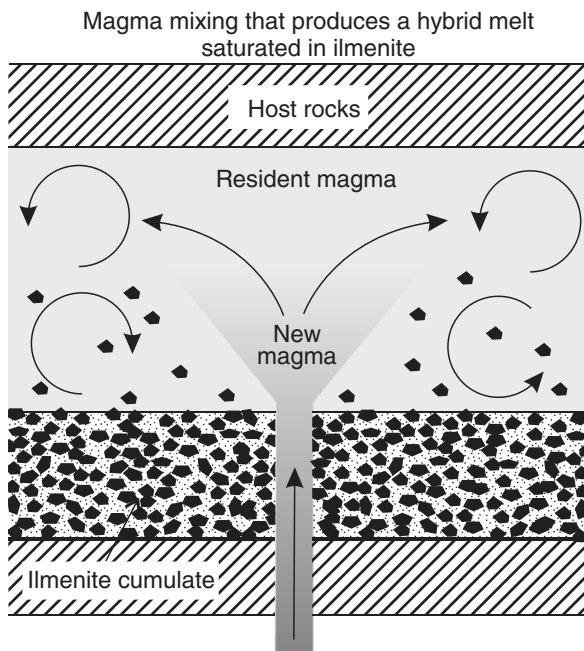 Magma mixing that produces a hybrid melt
saturated in ilmenite
Host rocks
Resident magma
New
magma
Ilmenite cumulate